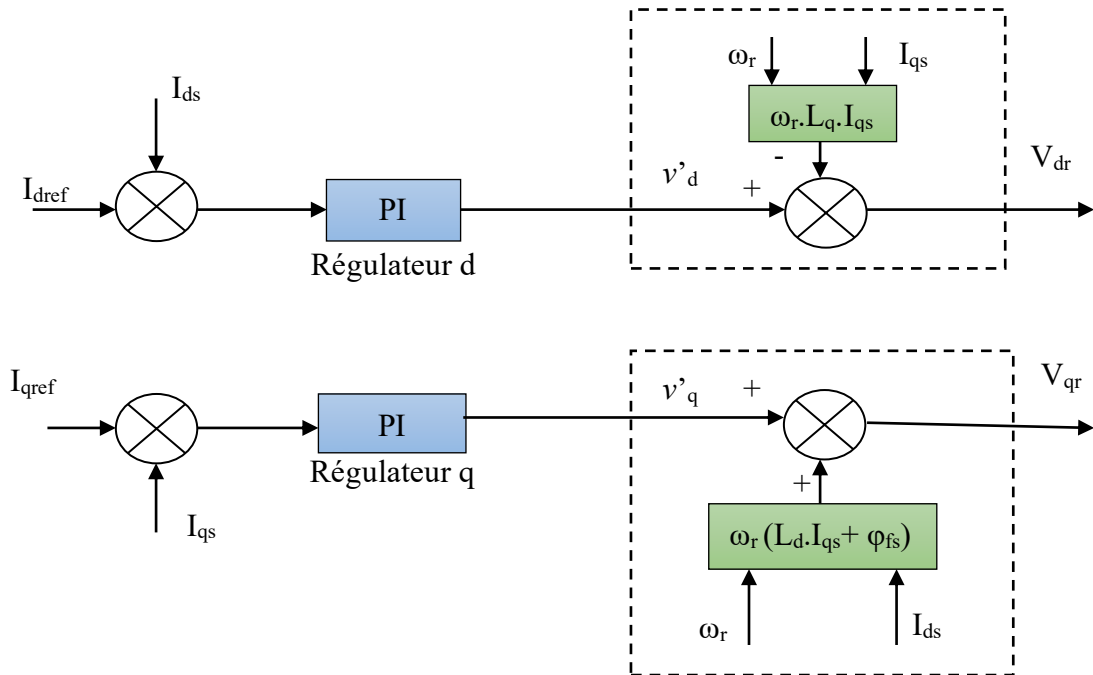 ωr
Iqs
Ids
ωr.Lq.Iqs
-
Vdr
v'd
+
Idref
PI
Régulateur d
Iqref
v'q
+
Vqr
PI
Régulateur q
+
Iqs
ωr (Ld.Iqs+ φfs)
ωr
Ids